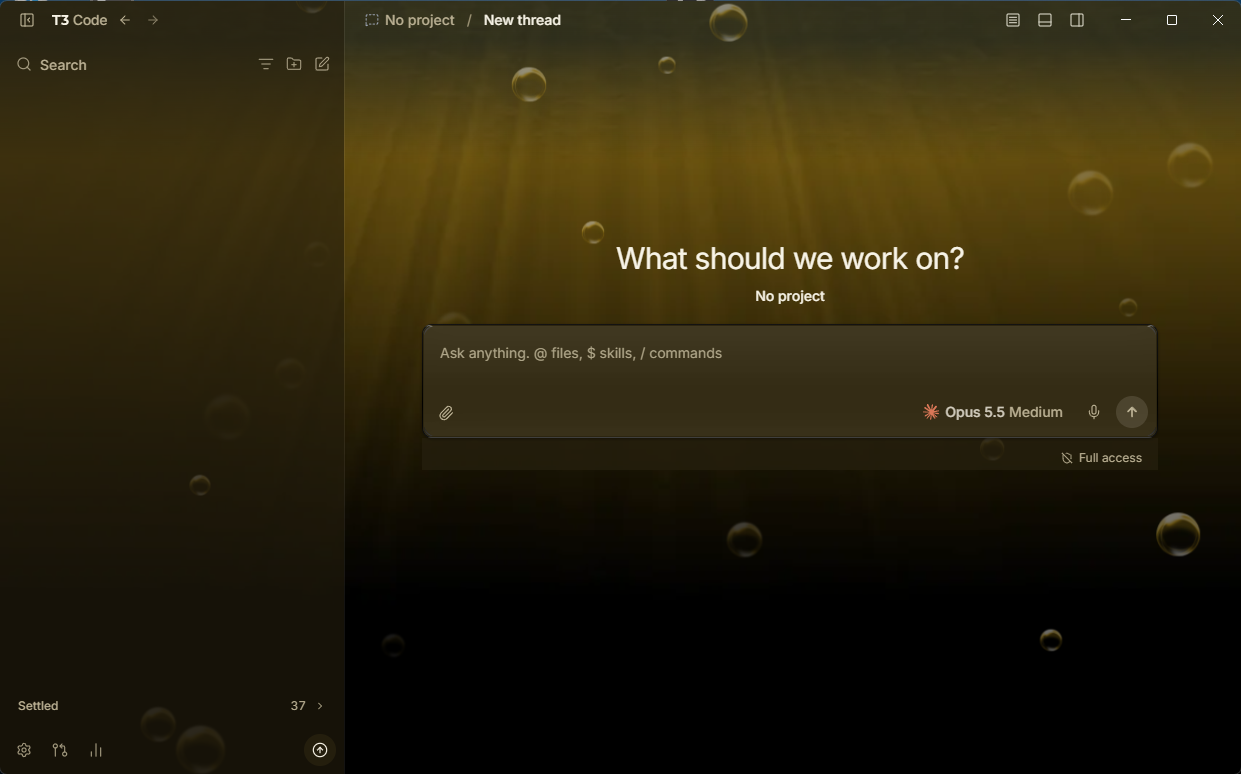 T3 Code
No project / New thread
Search
What should we work on?
No project
Ask anything. @ files, $ skills, / commands
Opus 5.5 Medium
Full access
Settled 37